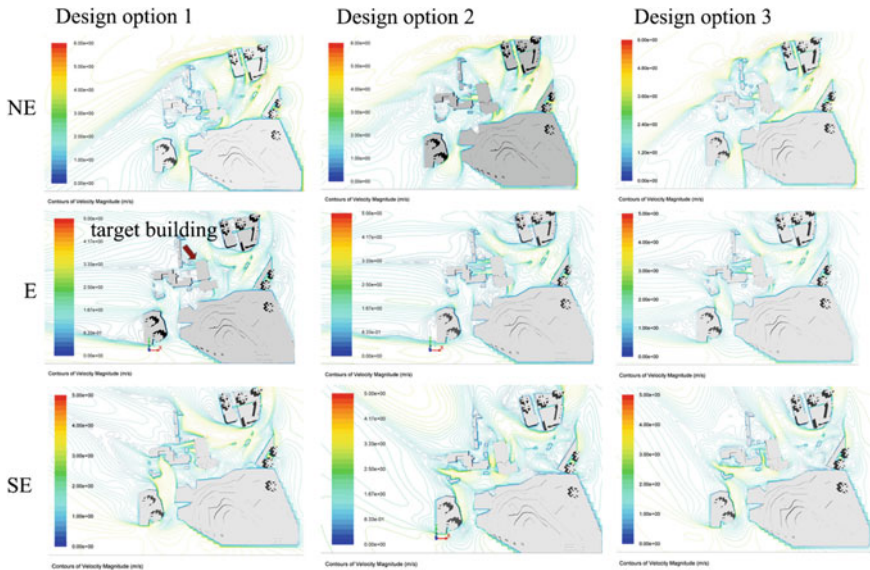 Design option 1
Design option 2
Design option 3
NE
6.00e+00
5.00e+00
4.00e+00
3.00e+00
2.00e+00
1.00e+00
0.00e+00
Contours of Velocity Magnitude (m/s)
6.00e+00
5.00e+00
4.00e+00
3.00e+00
2.00e+00
1.00e+00
0.00e+00
Contours of Velocity Magnitude (m/s)
6.00e+00
4.80e+00
3.60e+00
2.40e+00
1.20e+00
0.00e+00
Contours of Velocity Magnitude (m/s)
E
target building
5.00e+00
4.17e+00
3.33e+00
2.50e+00
1.67e+00
8.33e-01
0.00e+00
Contours of Velocity Magnitude (m/s)
5.00e+00
4.17e+00
3.33e+00
2.50e+00
1.67e+00
8.33e-01
0.00e+00
Contours of Velocity Magnitude (m/s)
5.00e+00
4.00e+00
3.00e+00
2.00e+00
1.00e+00
0.00e+00
Contours of Velocity Magnitude (m/s)
SE
5.00e+00
4.00e+00
3.00e+00
2.00e+00
1.00e+00
0.00e+00
Contours of Velocity Magnitude (m/s)
5.00e+00
4.17e+00
3.33e+00
2.50e+00
1.67e+00
8.33e-01
0.00e+00
Contours of Velocity Magnitude (m/s)
5.00e+00
4.00e+00
3.00e+00
2.00e+00
1.00e+00
0.00e+00
Contours of Velocity Magnitude (m/s)